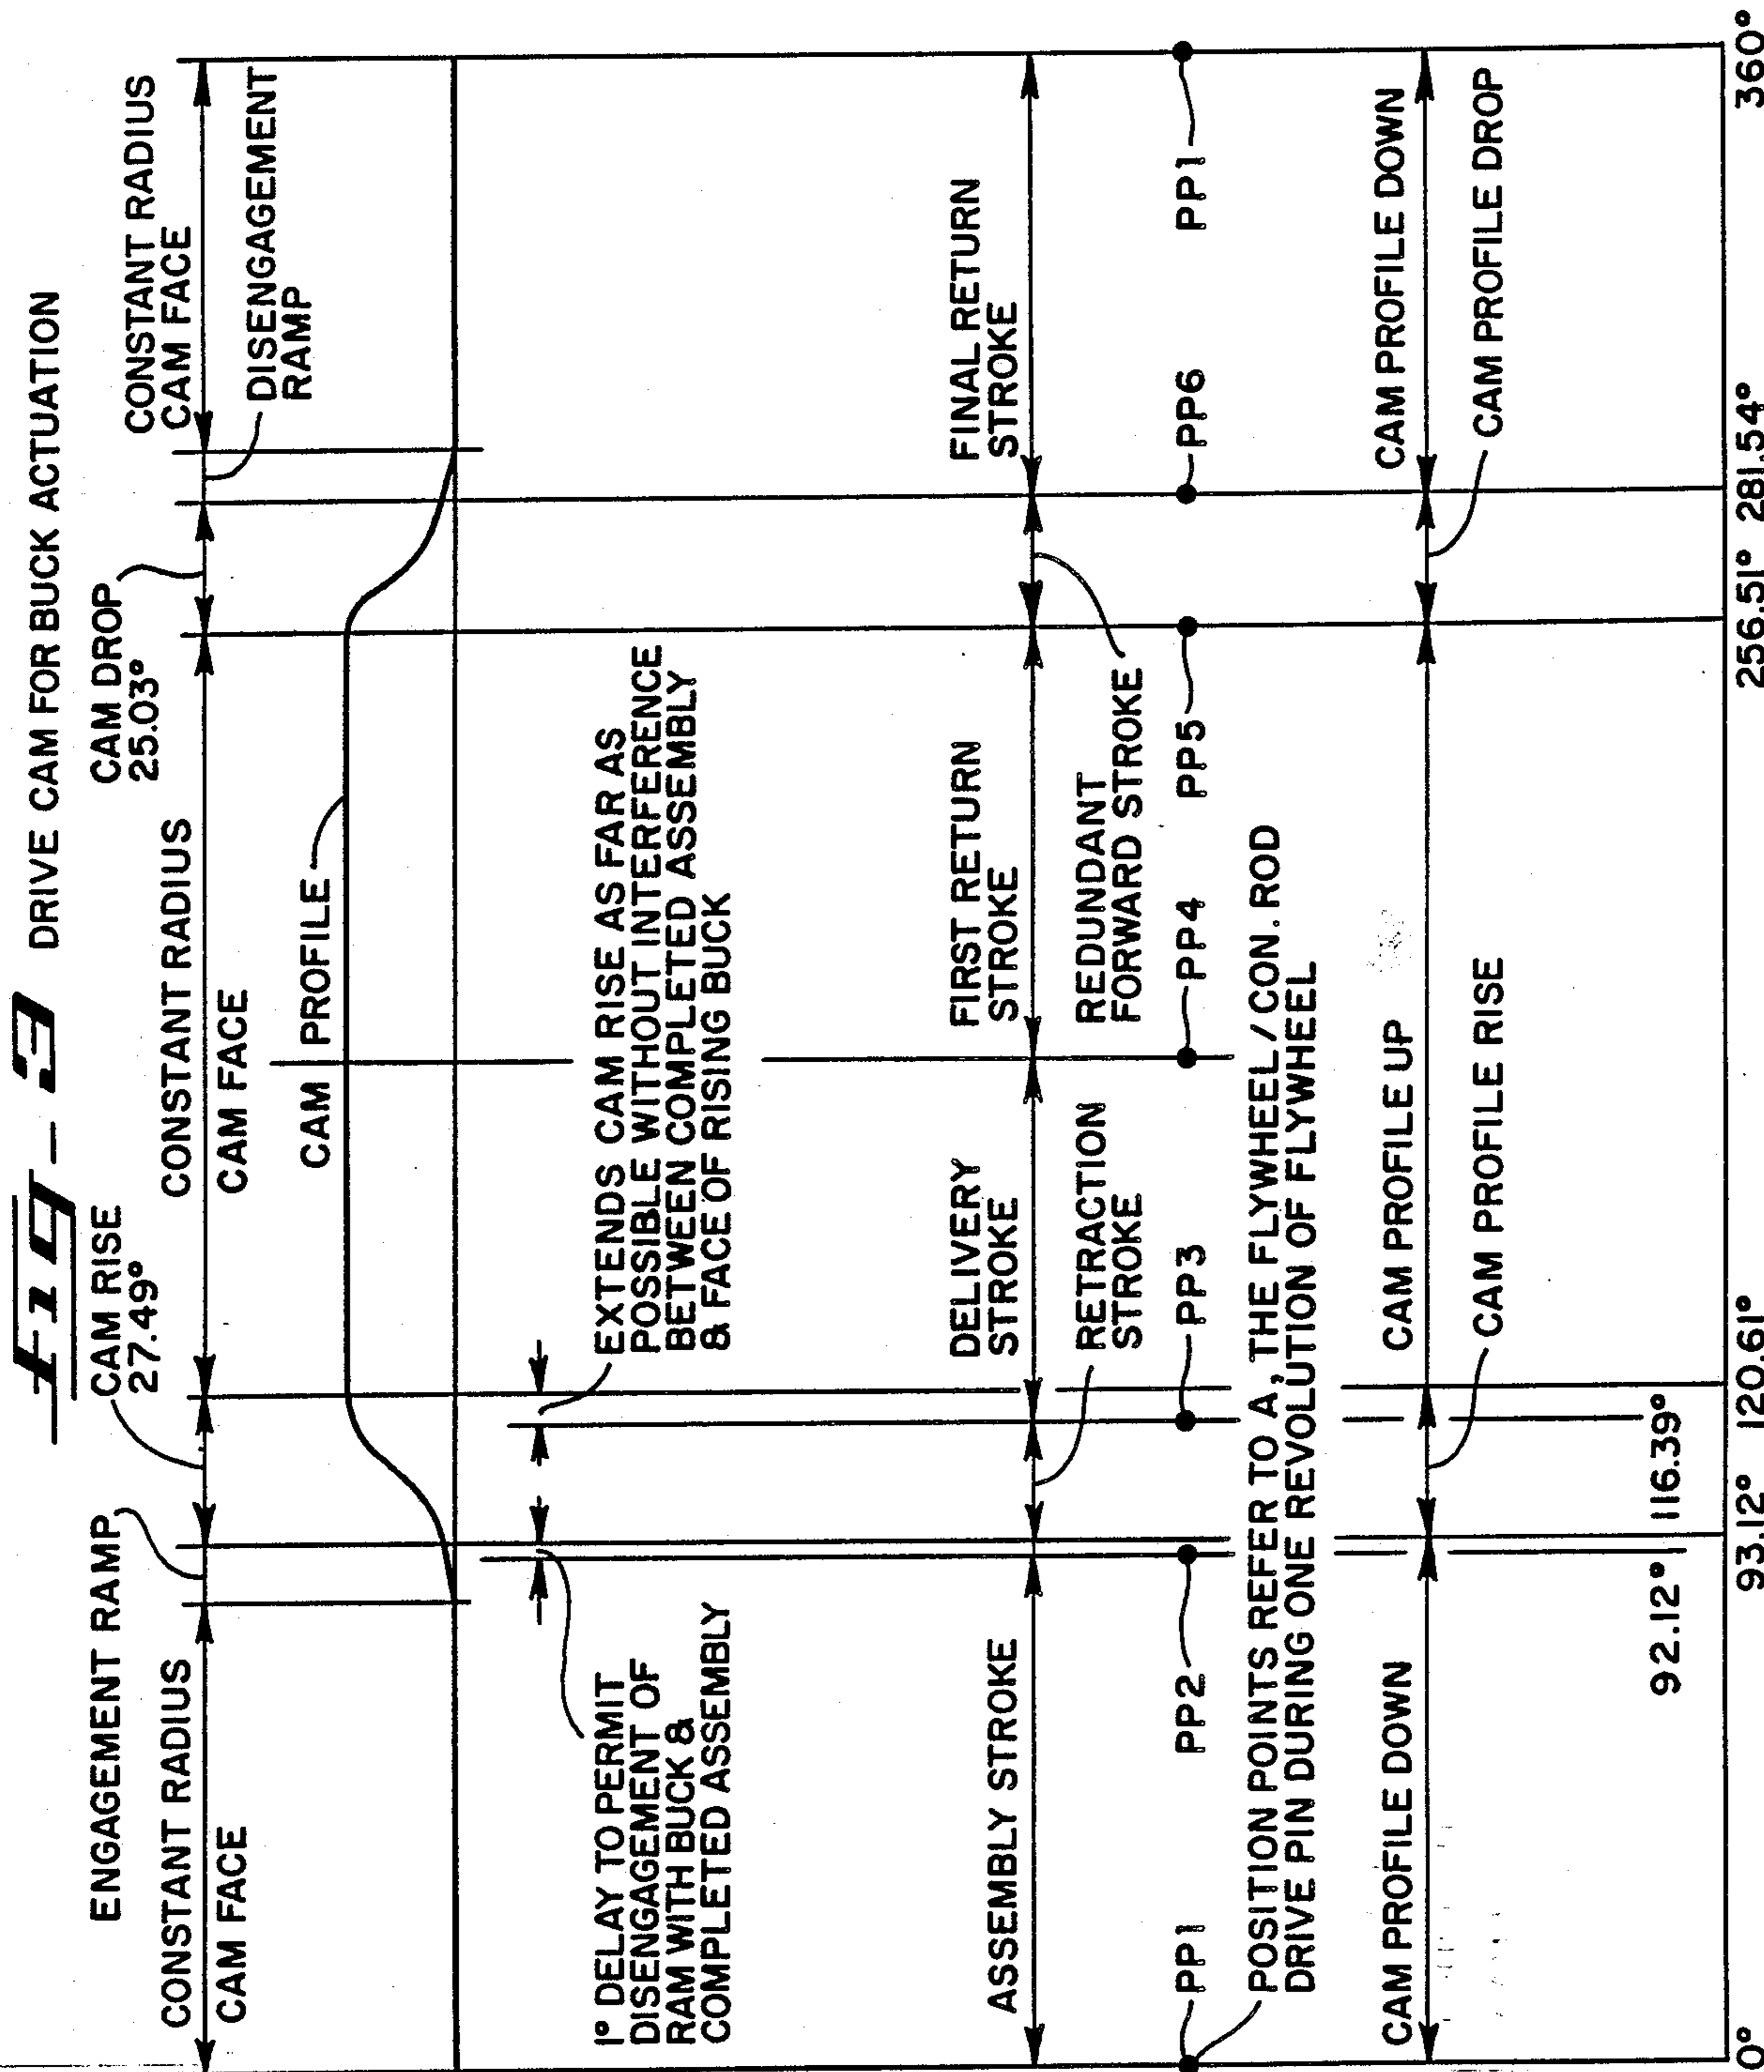 Fig-3
DRIVE CAM FOR BUCK ACTUATION
ENGAGEMENT RAMP
CAM RISE
27.49°
CAM DROP
25.03°
CONSTANT RADIUS
CAM FACE
CONSTANT RADIUS
CAM FACE
CONSTANT RADIUS
CAM FACE
DISENGAGEMENT
RAMP
CAM PROFILE
1° DELAY TO PERMIT
DISENGAGEMENT OF
RAM WITH BUCK &
COMPLETED ASSEMBLY
EXTENDS CAM RISE AS FAR AS
POSSIBLE WITHOUT INTERFERENCE
BETWEEN COMPLETED ASSEMBLY
& FACE OF RISING BUCK
ASSEMBLY STROKE
DELIVERY
STROKE
FIRST RETURN
STROKE
FINAL RETURN
STROKE
RETRACTION
STROKE
REDUNDANT
FORWARD STROKE
PP1
PP2
PP3
PP4
PP5
PP6
PP1
POSITION POINTS REFER TO A, THE FLYWHEEL/CON. ROD
DRIVE PIN DURING ONE REVOLUTION OF FLYWHEEL
CAM PROFILE DOWN
CAM PROFILE UP
CAM PROFILE DOWN
CAM PROFILE RISE
CAM PROFILE DROP
92.12°
116.39°
0°
93.12°
120.61°
256.51°
281.54°
360°